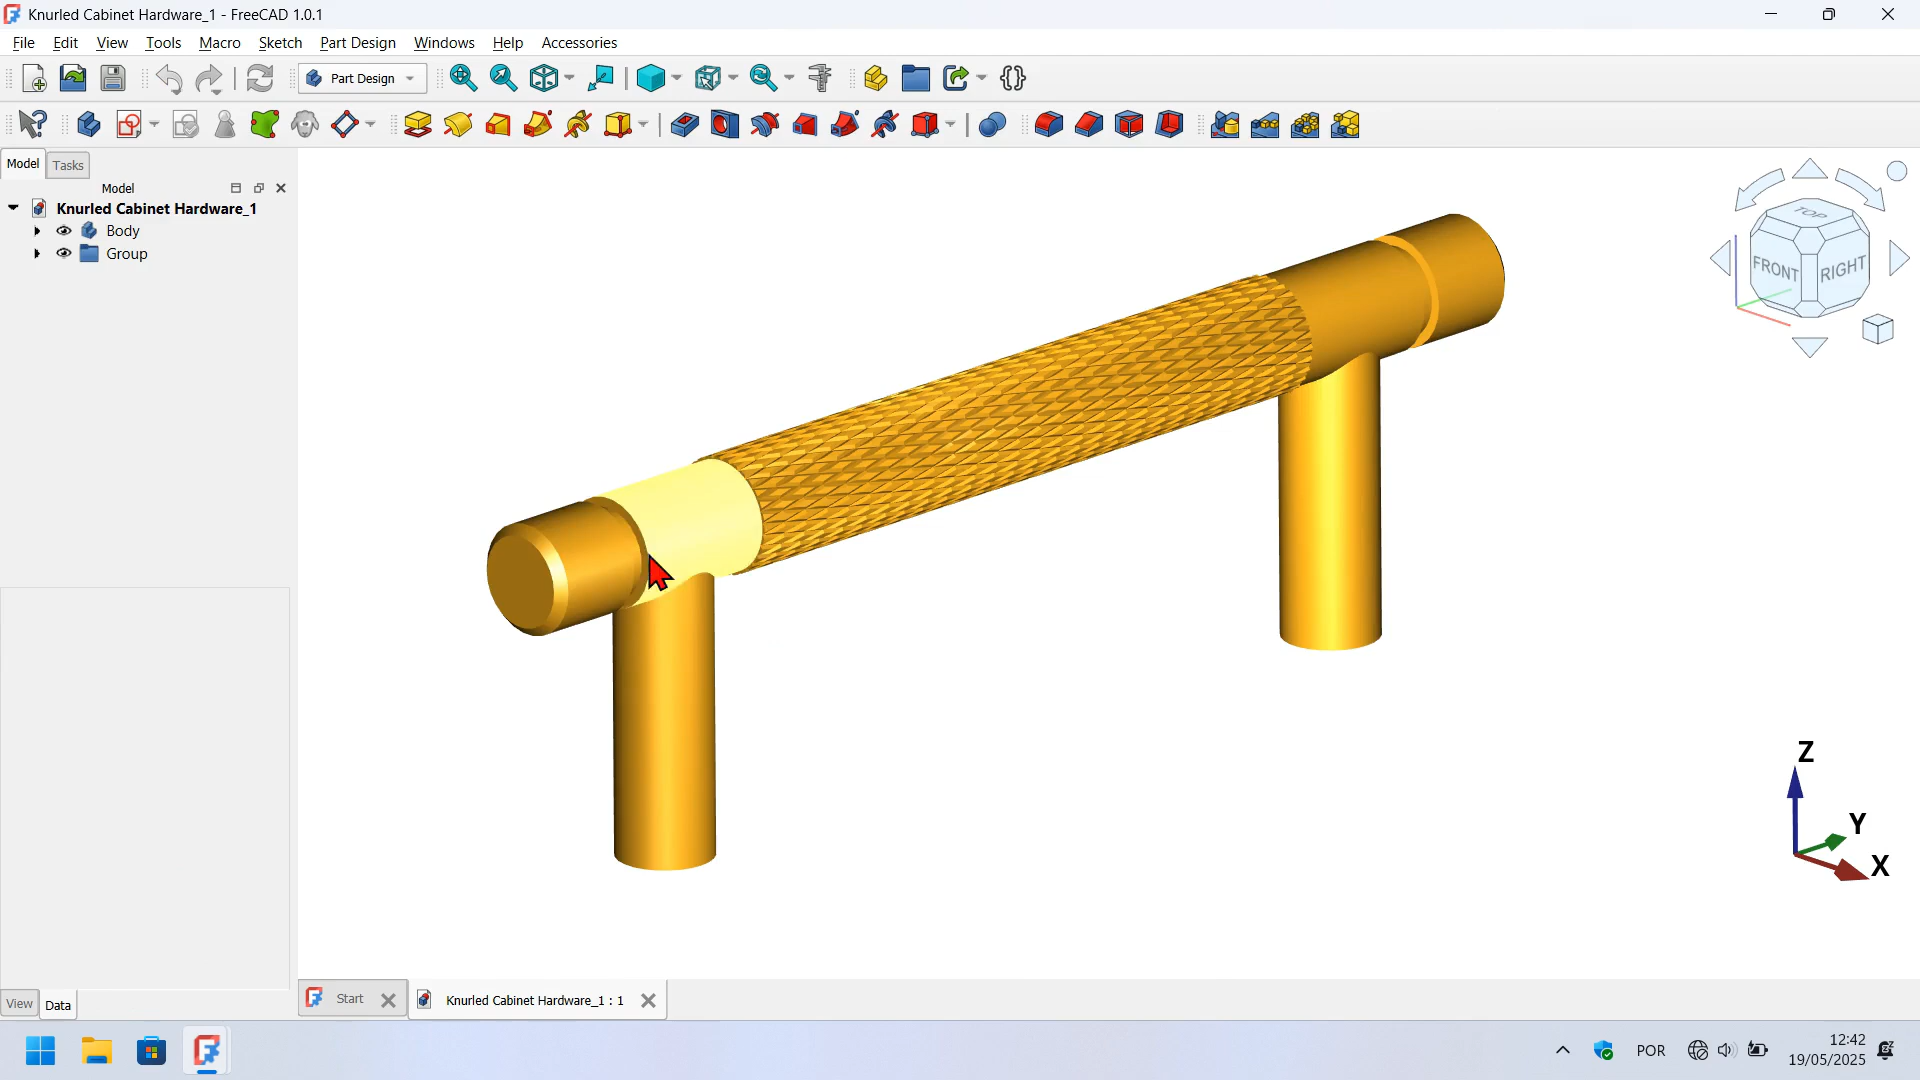 Knurled Cabinet Hardware_1 - FreeCAD 1.0.1
File Edit View Tools Macro Sketch Part Design Windows Help Accessories
Part Design
Model Tasks
Model
Knurled Cabinet Hardware_1
Body
Group
TOP
FRONT RIGHT
Z
Y
X
View Data
Start
Knurled Cabinet Hardware_1 : 1
POR
12:42
19/05/2025